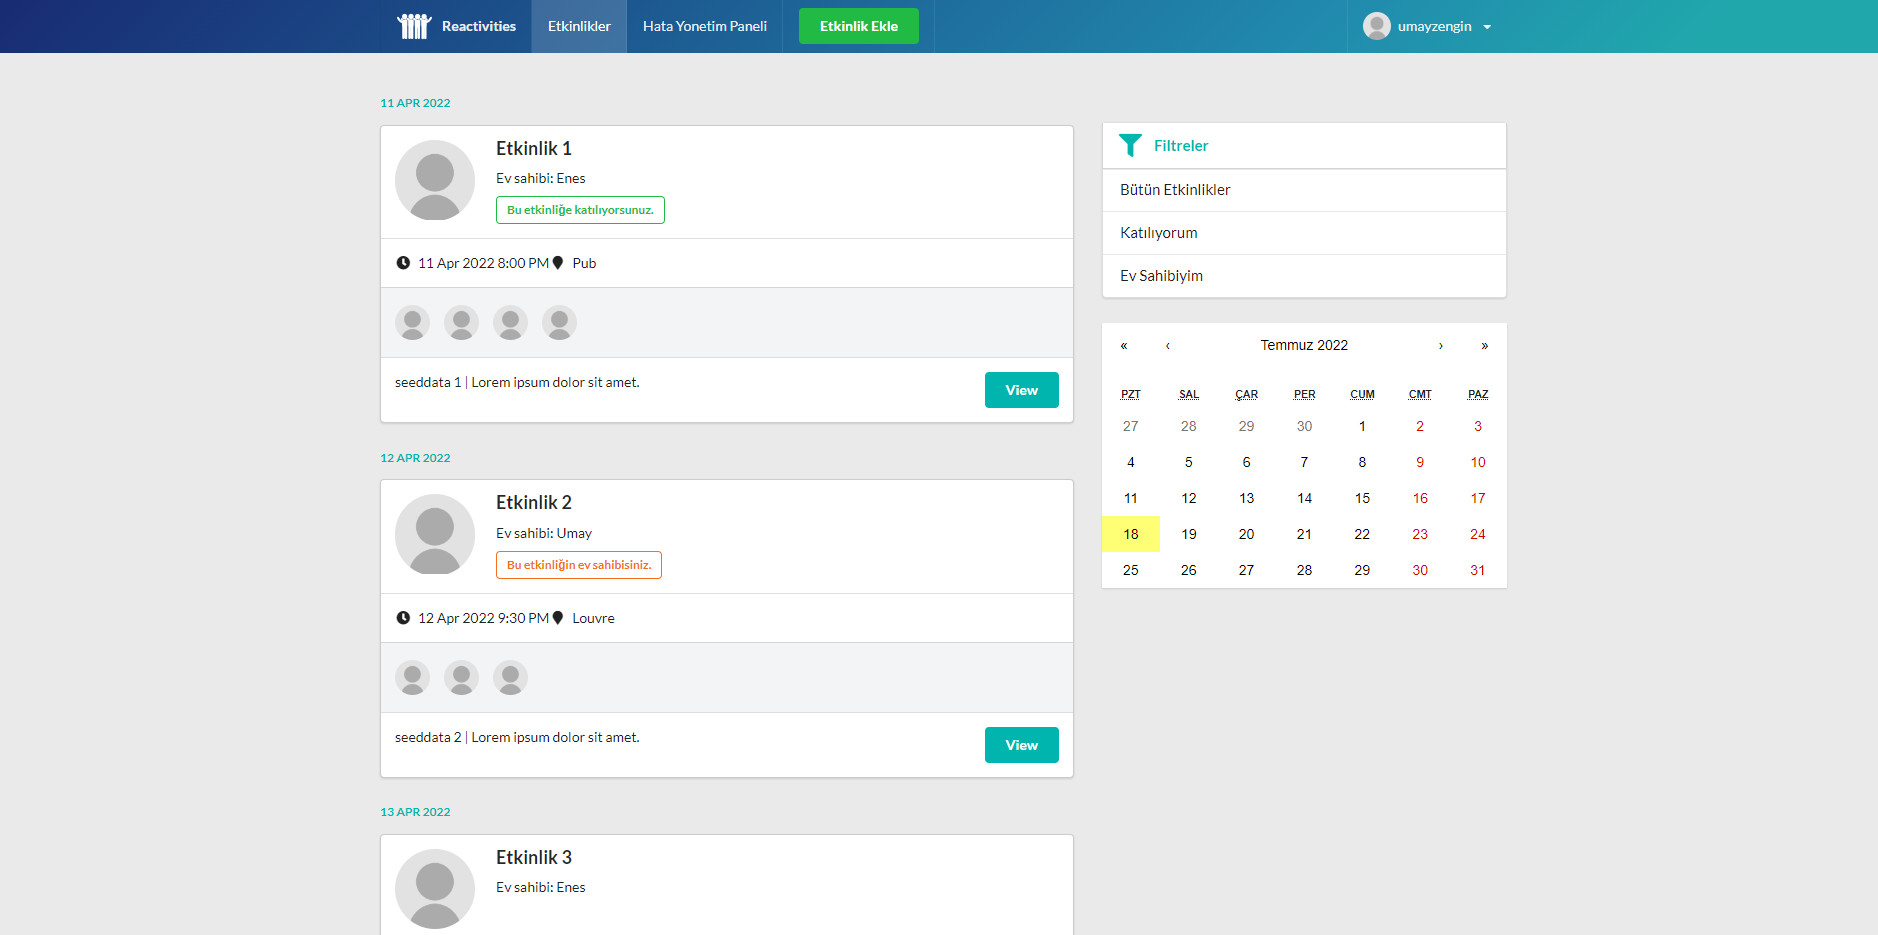 Reactivities
Etkinlikler
Hata Yonetim Paneli
Etkinlik Ekle
umayzengin
11 APR 2022
Etkinlik 1
Ev sahibi: Enes
Bu etkinliğe katılıyorsunuz.
11 Apr 2022 8:00 PM Pub
seeddata 1 | Lorem ipsum dolor sit amet.
View
12 APR 2022
Etkinlik 2
Ev sahibi: Umay
Bu etkinliğin ev sahibisiniz.
12 Apr 2022 9:30 PM Louvre
seeddata 2 | Lorem ipsum dolor sit amet.
View
13 APR 2022
Etkinlik 3
Ev sahibi: Enes
Filtreler
Bütün Etkinlikler
Katılıyorum
Ev Sahibiyim
« ‹ Temmuz 2022 › »
PZT SAL ÇAR PER CUM CMT PAZ
27 28 29 30 1 2 3
4 5 6 7 8 9 10
11 12 13 14 15 16 17
18 19 20 21 22 23 24
25 26 27 28 29 30 31